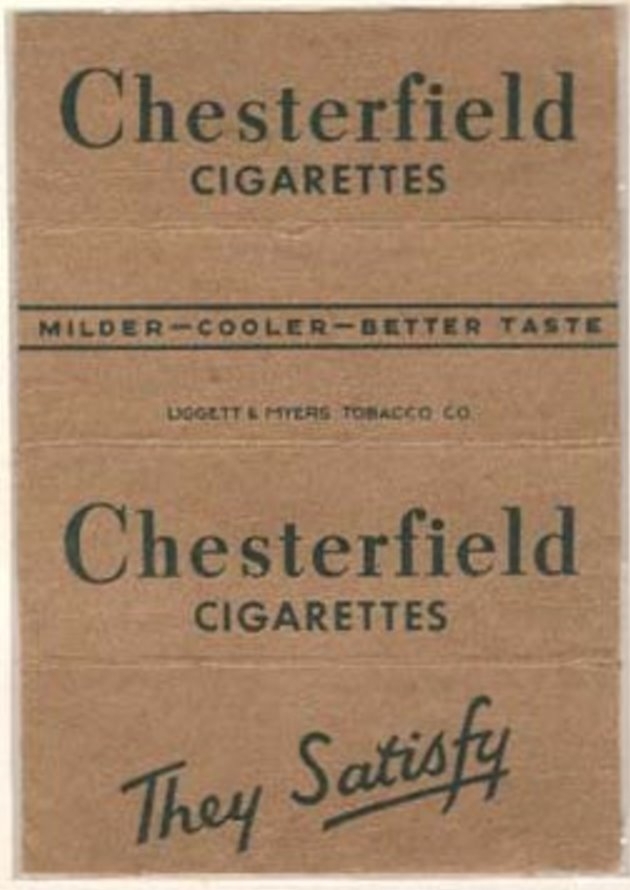 Chesterfield
CIGARETTES
MILDER—COOLER—BETTER TASTE
LIGGETT & MYERS TOBACCO CO.
Chesterfield
CIGARETTES
They Satisfy